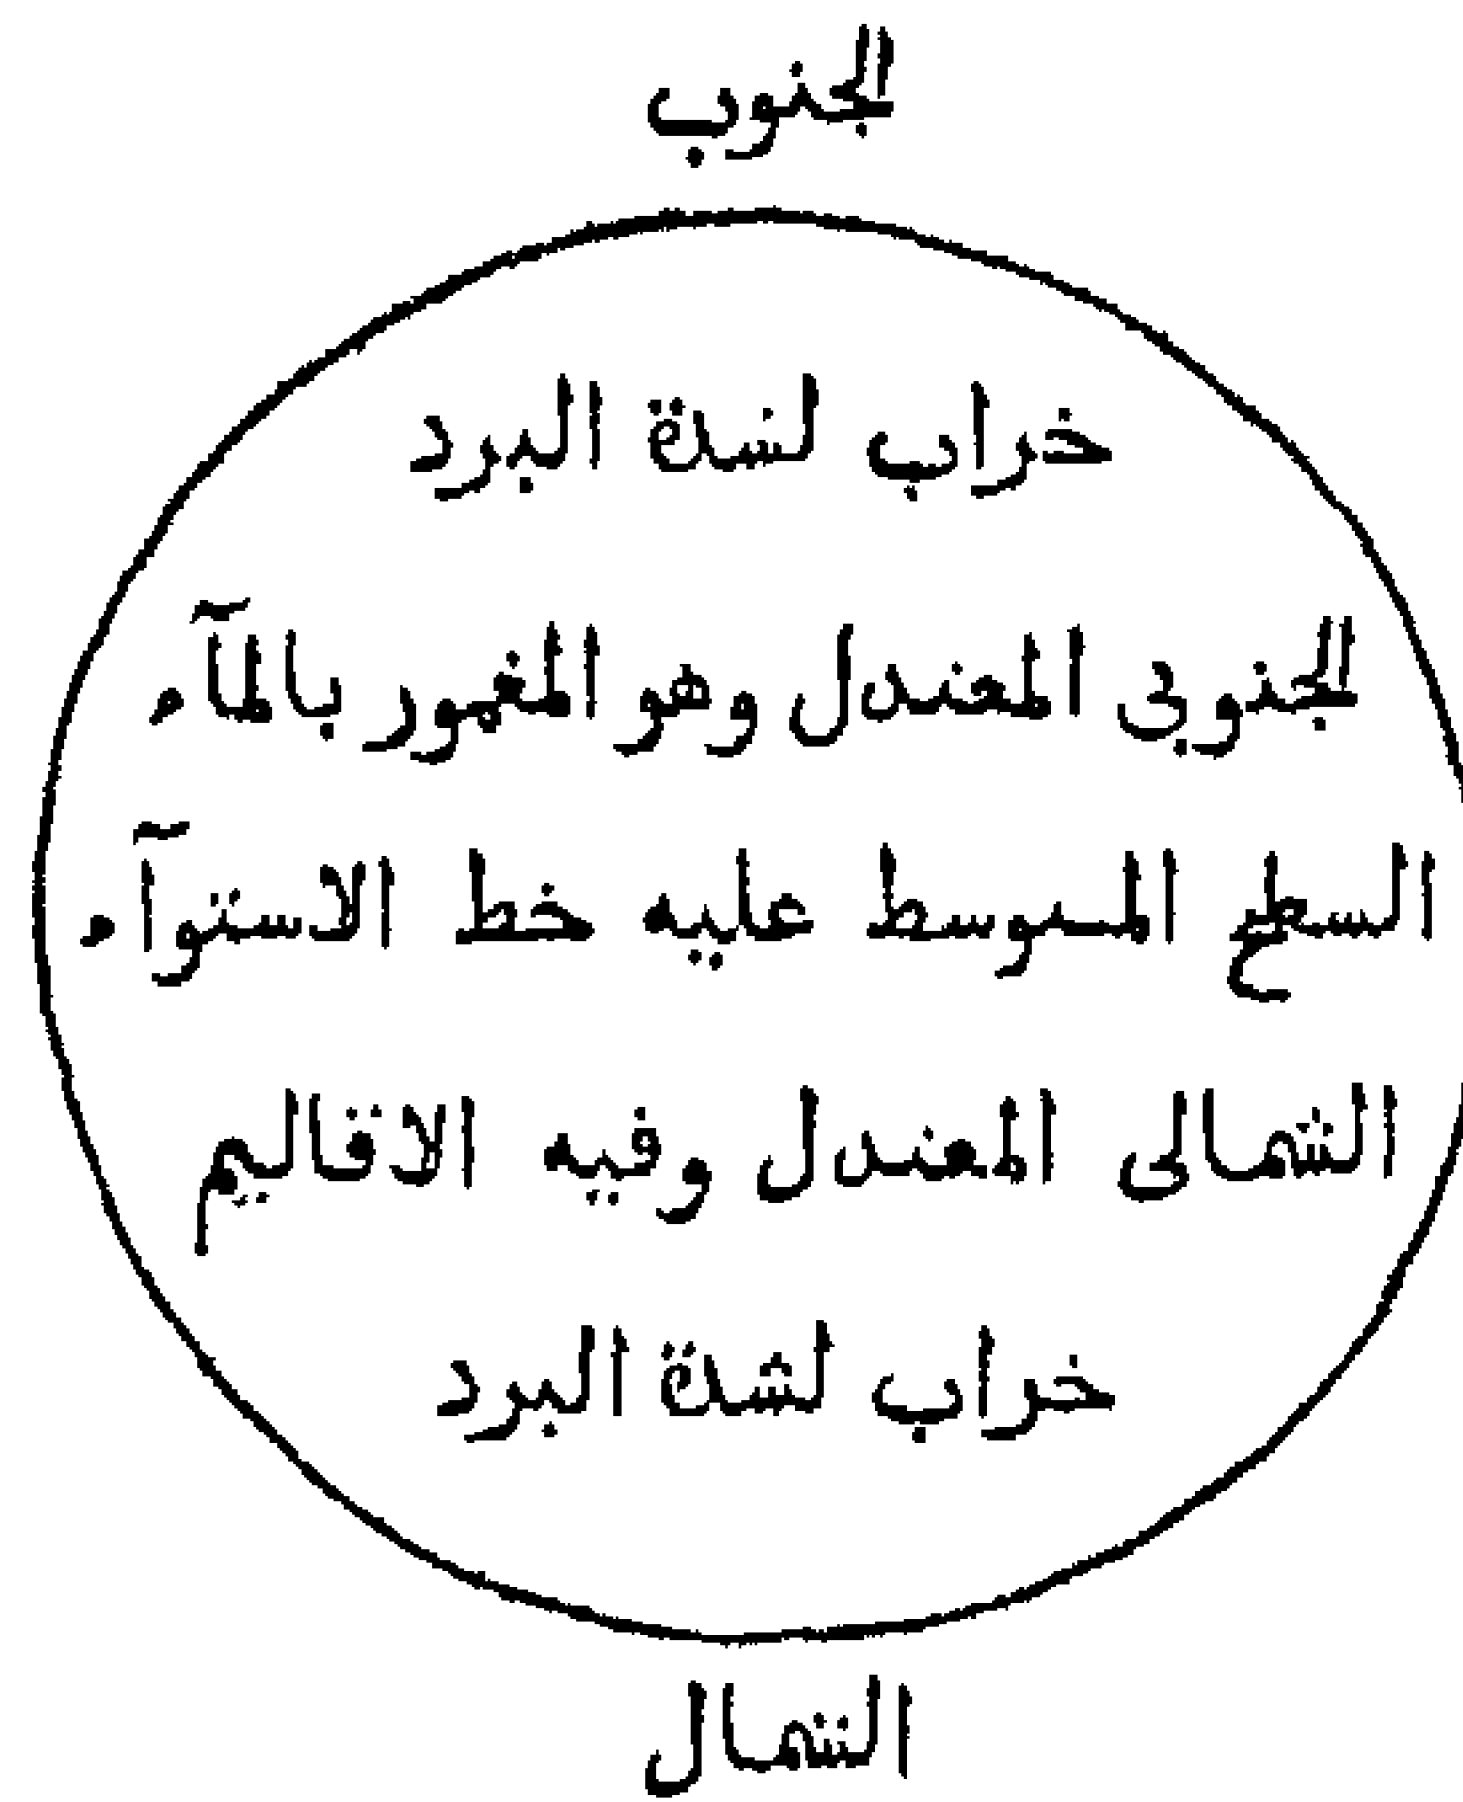 الجنوب
خراب لشدة البرد
الجنوبى المعتدل وهو المغمور بالمآء
السطح المتوسط عليه خط الاستوآء
الشمالى المعتدل وفيه الاقاليم
خراب لشدة البرد
الشمال